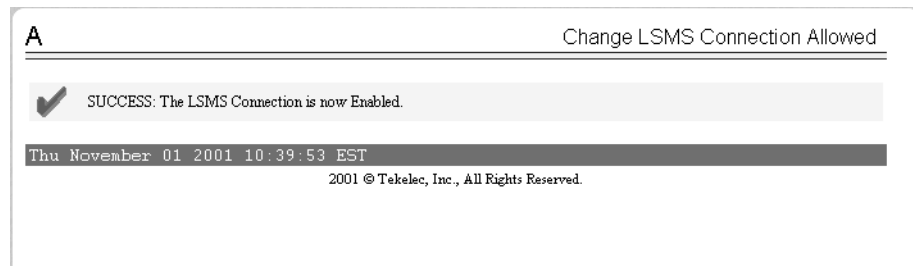 A
Change LSMS Connection Allowed
SUCCESS: The LSMS Connection is now Enabled.
Thu November 01 2001 10:39:53 EST
2001 © Tekelec, Inc., All Rights Reserved.